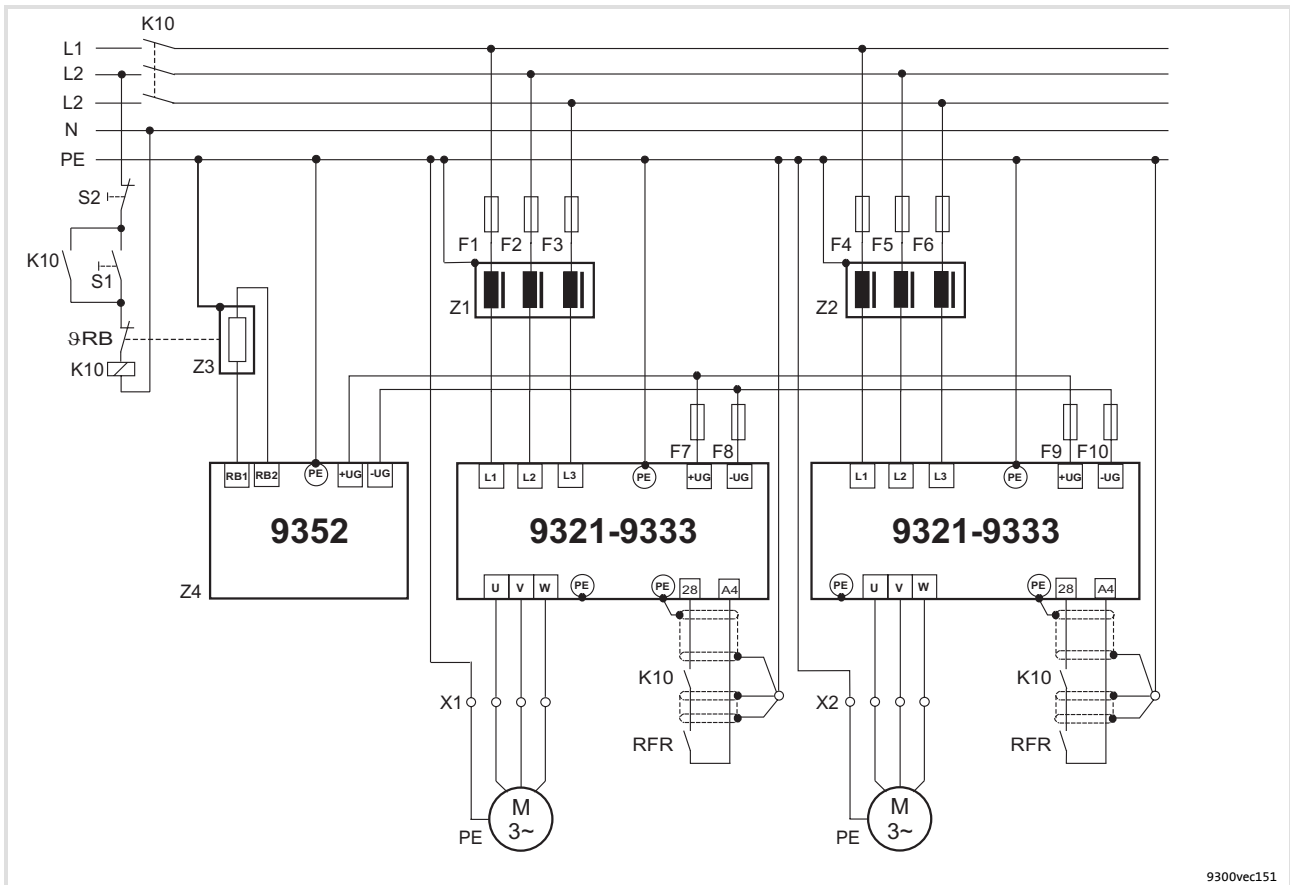 K10
L1
L2
L2
N
PE
S2
K10
S1
F1 F2 F3
F4 F5 F6
Z1
Z2
ϑRB
K10
Z3
F7 F8
F9 F10
RB1 RB2 PE +UG -UG
L1 L2 L3 PE +UG -UG
L1 L2 L3 PE +UG -UG
9352
9321-9333
9321-9333
Z4
U V W PE PE 28 A4
PE U V W PE 28 A4
K10
K10
X1
X2
RFR
RFR
M
3~
PE
M
3~
PE
9300vec151